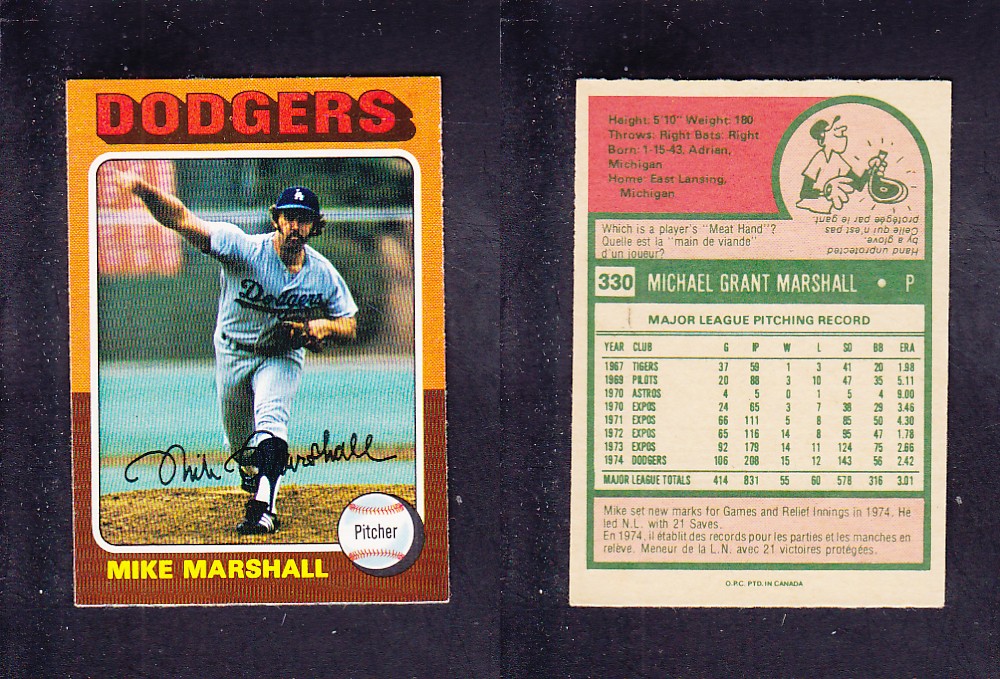 DODGERS
LA
Dodgers
Mike Marshall
Pitcher
MIKE MARSHALL
Height: 5'10" Weight: 180
Throws: Right Bats: Right
Born: 1-15-43, Adrien,
Michigan
Home: East Lansing,
Michigan
Which is a player's "Meat Hand"?
Quelle est la "main de viande"
d'un joueur?
Hand unprotected
by a glove.
Celle qui n'est pas
protégée par le gant.
330 MICHAEL GRANT MARSHALL • P
MAJOR LEAGUE PITCHING RECORD
YEAR CLUB G IP W L SO BB ERA
1967 TIGERS 37 59 1 3 41 20 1.98
1969 PILOTS 20 88 3 10 47 35 5.11
1970 ASTROS 4 5 0 1 5 4 9.00
1970 EXPOS 24 65 3 7 38 29 3.46
1971 EXPOS 66 111 5 8 85 50 4.30
1972 EXPOS 65 116 14 8 95 47 1.78
1973 EXPOS 92 179 14 11 124 75 2.66
1974 DODGERS 106 208 15 12 143 56 2.42
MAJOR LEAGUE TOTALS 414 831 55 60 578 316 3.01
Mike set new marks for Games and Relief Innings in 1974. He
led N.L. with 21 Saves.
En 1974, il établit des records pour les parties et les manches en
relève. Meneur de la L.N. avec 21 victoires protégées.
O.P.C. PTD. IN CANADA